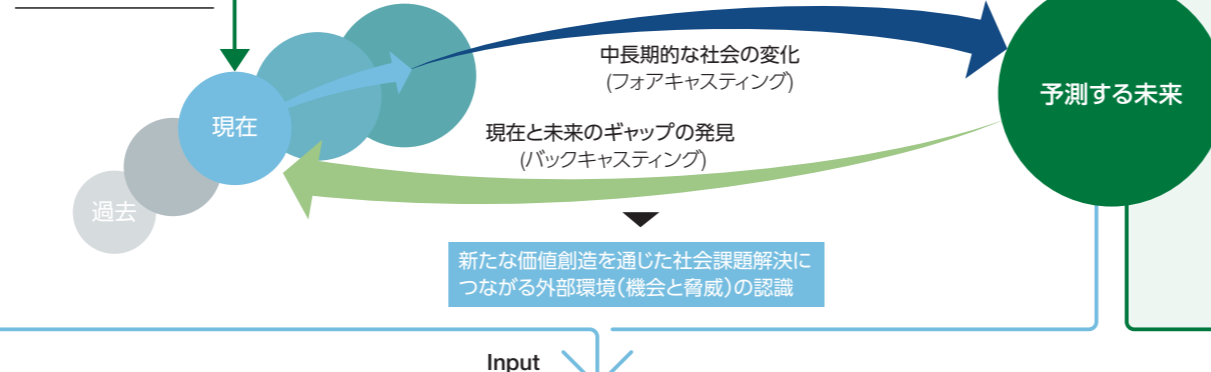 中長期的な社会の変化
(フォアキャスティング)
予測する未来
現在
現在と未来のギャップの発見
(バックキャスティング)
過去
新たな価値創造を通じた社会課題解決に
つながる外部環境(機会と脅威)の認識
Input